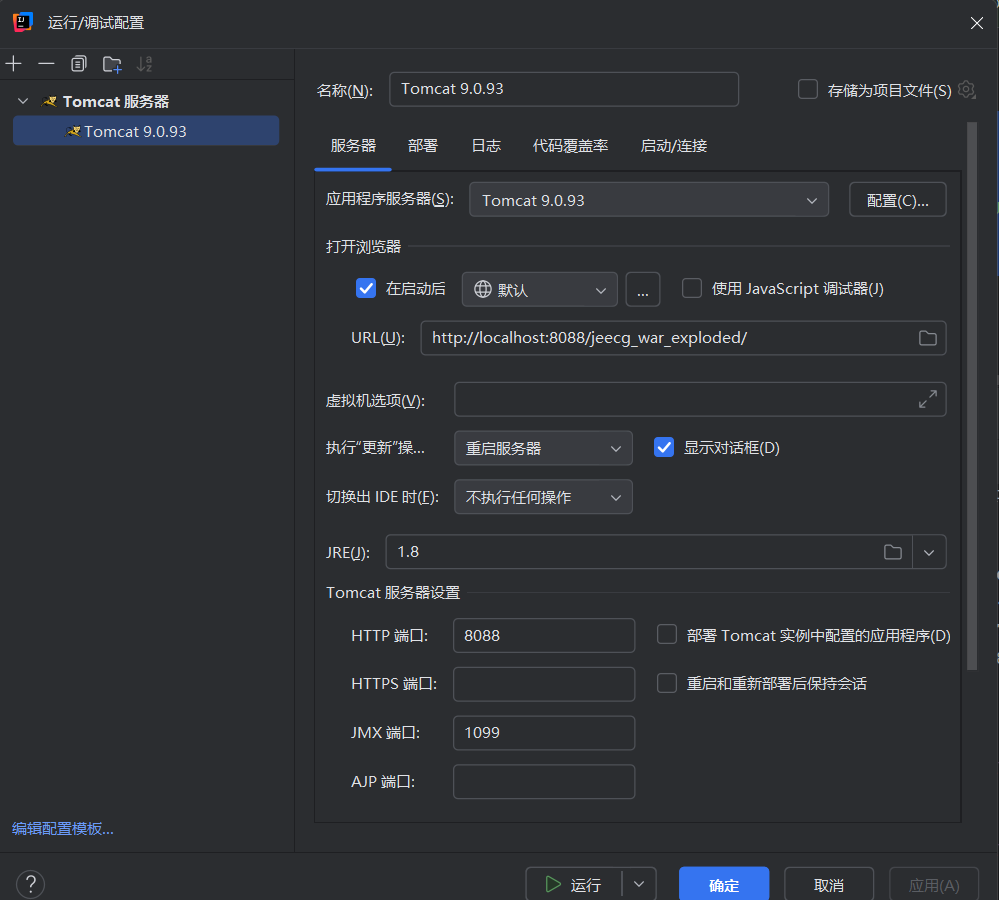 运行/调试配置
Tomcat 服务器
Tomcat 9.0.93
编辑配置模板...
名称(N): Tomcat 9.0.93 存储为项目文件(S)
服务器 部署 日志 代码覆盖率 启动/连接
应用程序服务器(S): Tomcat 9.0.93 配置(C)...
打开浏览器
在启动后 默认 ... 使用 JavaScript 调试器(J)
URL(U): http://localhost:8088/jeecg_war_exploded/
虚拟机选项(V):
执行“更新”操... 重启服务器 显示对话框(D)
切换出 IDE 时(F): 不执行任何操作
JRE(J): 1.8
Tomcat 服务器设置
HTTP 端口: 8088 部署 Tomcat 实例中配置的应用程序(D)
HTTPS 端口: 重启和重新部署后保持会话
JMX 端口: 1099
AJP 端口:
? 运行 确定 取消 应用(A)